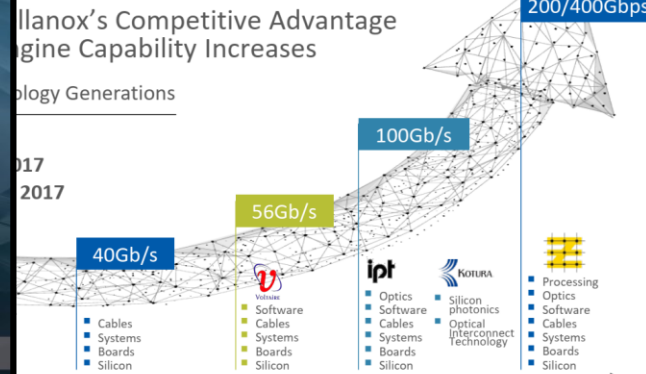 llanox's Competitive Advantage
ngine Capability Increases
ology Generations
017
2017
200/400Gbps
100Gb/s
56Gb/s
40Gb/s
Voltaire
ipt
KOTURA
Cables
Systems
Boards
Silicon
Software
Cables
Systems
Boards
Silicon
Optics
Software
Cables
Systems
Boards
Silicon
Silicon
photonics
Optical
Interconnect
Technology
Processing
Optics
Software
Cables
Systems
Boards
Silicon